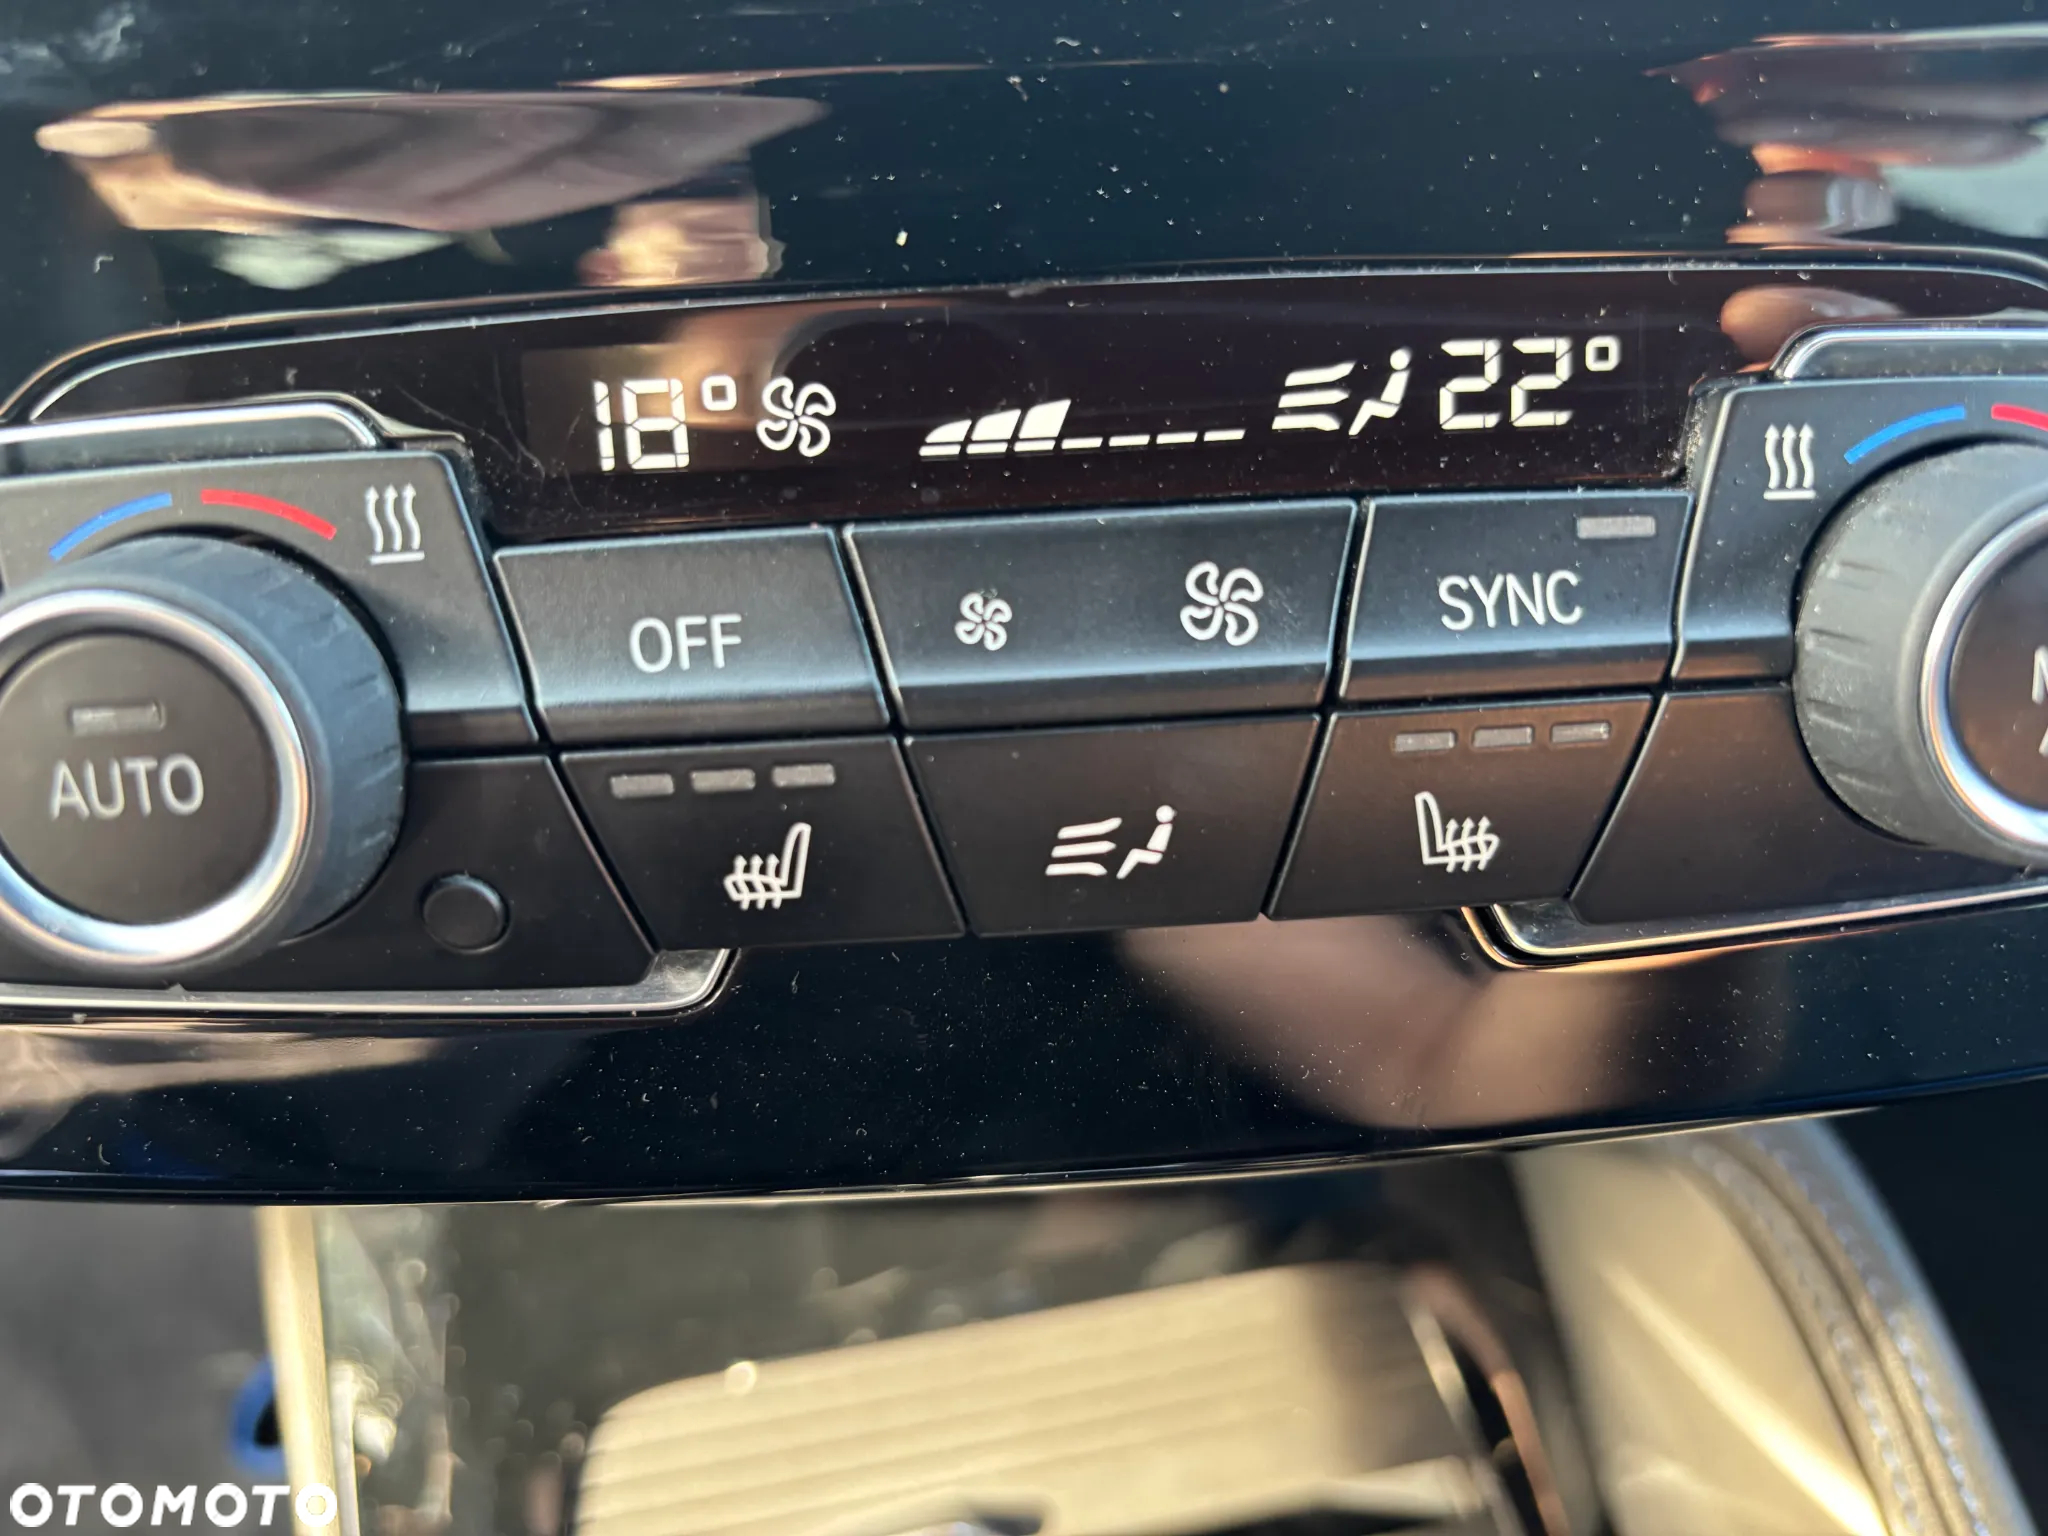 18° 22°
OFF SYNC
AUTO
OTOMOTO